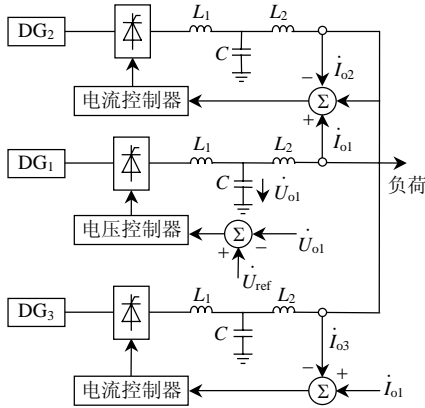 L₁ L₂
DG₂
C
İₒ₂
电流控制器
− Σ
+
L₁ L₂ İₒ₁
DG₁
C
负荷
U̇ₒ₁
电压控制器
Σ
+ −
U̇ₒ₁
U̇ref
L₁ L₂
DG₃
C
İₒ₃
电流控制器
− Σ +
İₒ₁